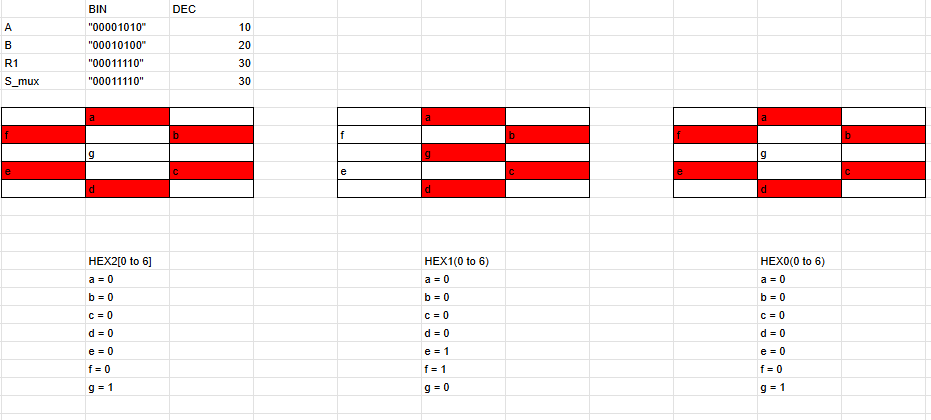 BIN DEC
A "00001010" 10
B "00010100" 20
R1 "00011110" 30
S_mux "00011110" 30
a a a
f b f b f b
g g g
e c e c e c
d d d
HEX2[0 to 6] HEX1(0 to 6) HEX0(0 to 6)
a = 0 a = 0 a = 0
b = 0 b = 0 b = 0
c = 0 c = 0 c = 0
d = 0 d = 0 d = 0
e = 0 e = 1 e = 0
f = 0 f = 1 f = 0
g = 1 g = 0 g = 1